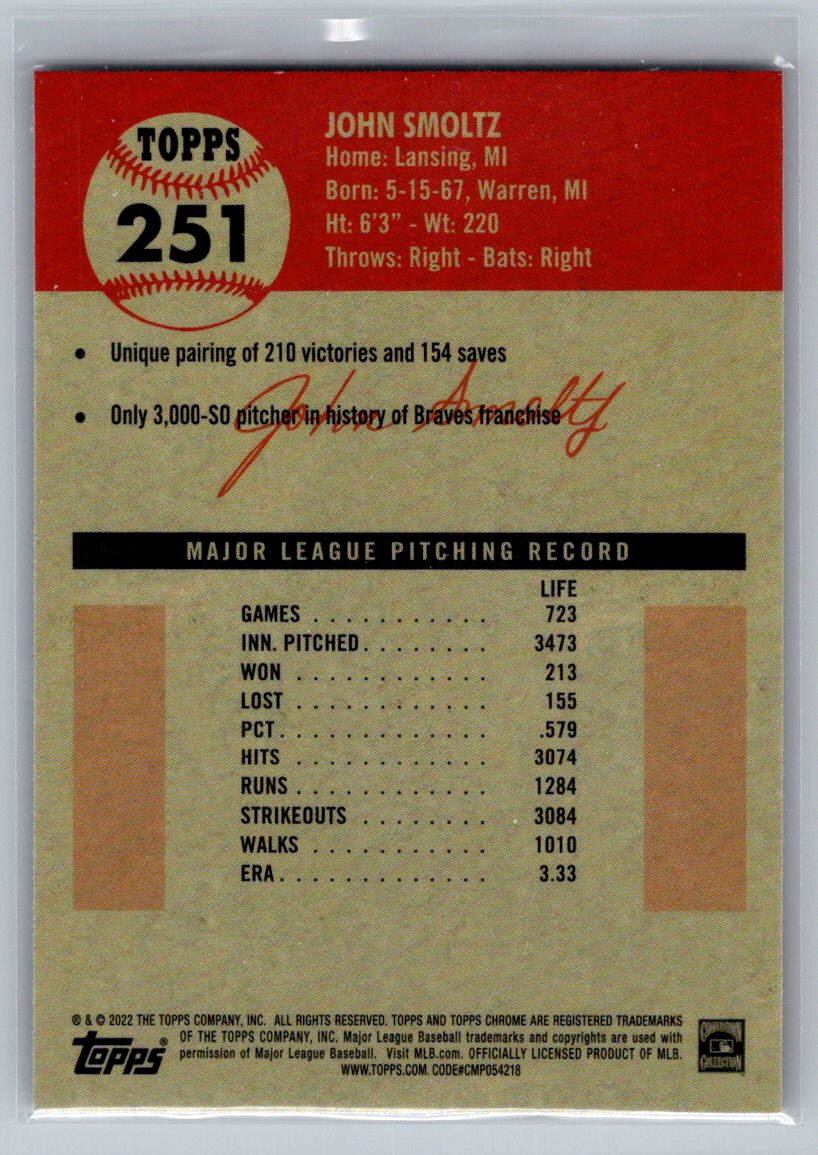 TOPPS
251
JOHN SMOLTZ
Home: Lansing, MI
Born: 5-15-67, Warren, MI
Ht: 6'3" - Wt: 220
Throws: Right - Bats: Right
• Unique pairing of 210 victories and 154 saves
• Only 3,000-SO pitcher in history of Braves franchise
John Smoltz
MAJOR LEAGUE PITCHING RECORD
LIFE
GAMES . . . . . . . . . . . 723
INN. PITCHED . . . . . . . . 3473
WON . . . . . . . . . . . . 213
LOST . . . . . . . . . . . . 155
PCT. . . . . . . . . . . . . .579
HITS . . . . . . . . . . . . 3074
RUNS . . . . . . . . . . . . 1284
STRIKEOUTS . . . . . . . . 3084
WALKS . . . . . . . . . . . 1010
ERA . . . . . . . . . . . . . 3.33
® & © 2022 THE TOPPS COMPANY, INC. ALL RIGHTS RESERVED. TOPPS AND TOPPS CHROME ARE REGISTERED TRADEMARKS
OF THE TOPPS COMPANY, INC. Major League Baseball trademarks and copyrights are used with
permission of Major League Baseball. Visit MLB.com. OFFICIALLY LICENSED PRODUCT OF MLB.
WWW.TOPPS.COM. CODE#CMP054218
topps®
COOPERSTOWN
COLLECTION